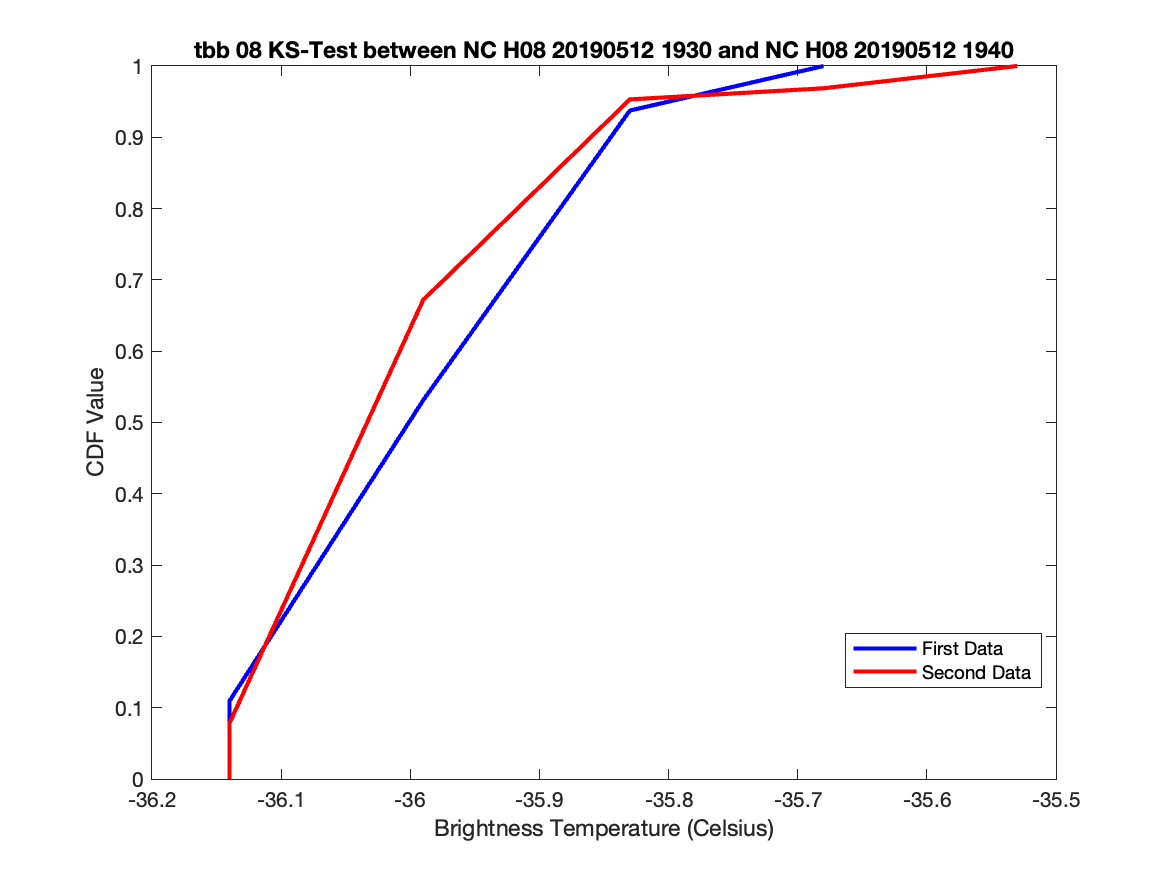 tbb 08 KS-Test between NC H08 20190512 1930 and NC H08 20190512 1940
1
0.9
0.8
0.7
0.6
0.5
0.4
0.3
0.2
0.1
0
CDF Value
First Data
Second Data
-36.2 -36.1 -36 -35.9 -35.8 -35.7 -35.6 -35.5
Brightness Temperature (Celsius)